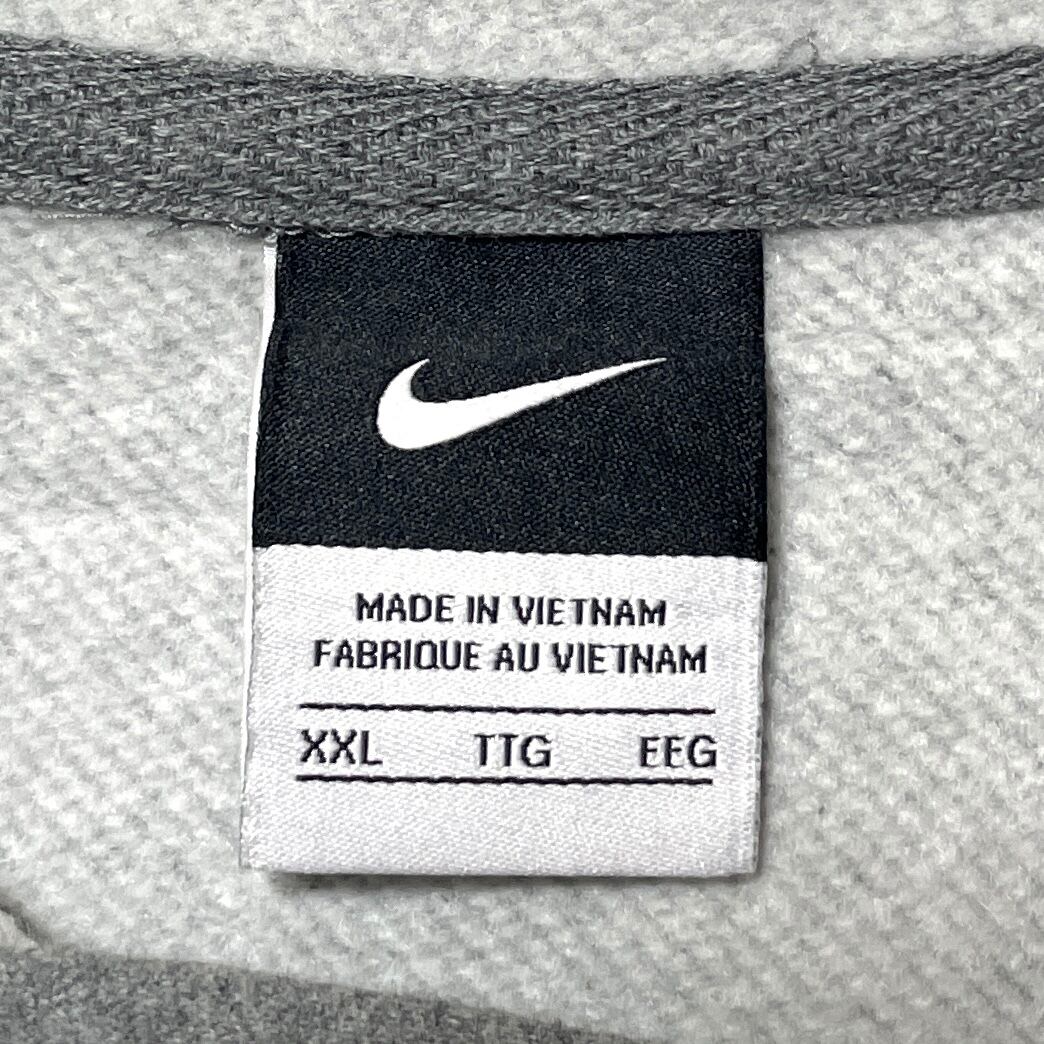 MADE IN VIETNAM
FABRIQUE AU VIETNAM
XXL TTG EEG